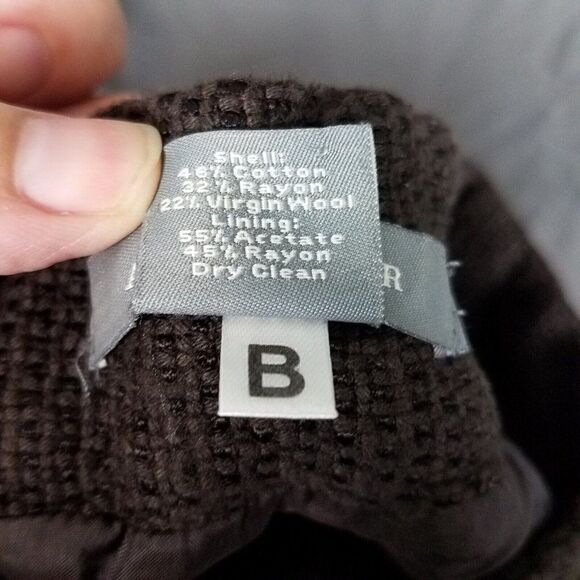 Shell:
46% Cotton
32% Rayon
22% Virgin Wool
Lining:
55% Acetate
45% Rayon
Dry Clean
R
B